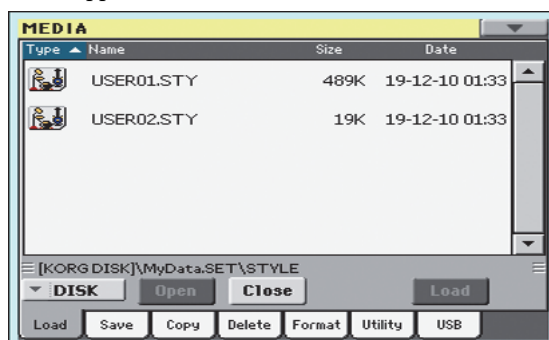 MEDIA
Type Name Size Date
USER01.STY 489K 19-12-10 01:33
USER02.STY 19K 19-12-10 01:33
[KORG DISK]\MyData.SET\STYLE
DISK Open Close Load
Load Save Copy Delete Format Utility USB